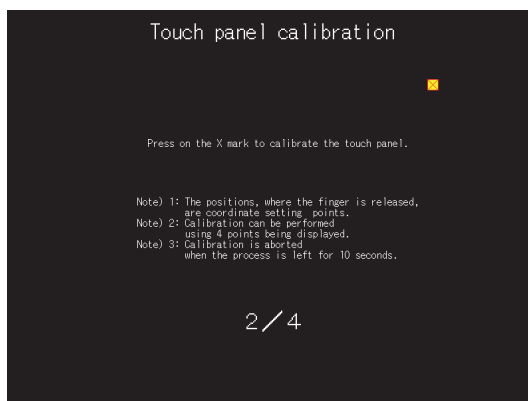 Touch panel calibration
Press on the X mark to calibrate the touch panel.
Note) 1: The positions, where the finger is released,
are coordinate setting points.
Note) 2: Calibration can be performed
using 4 points being displayed.
Note) 3: Calibration is aborted
when the process is left for 10 seconds.
2/4